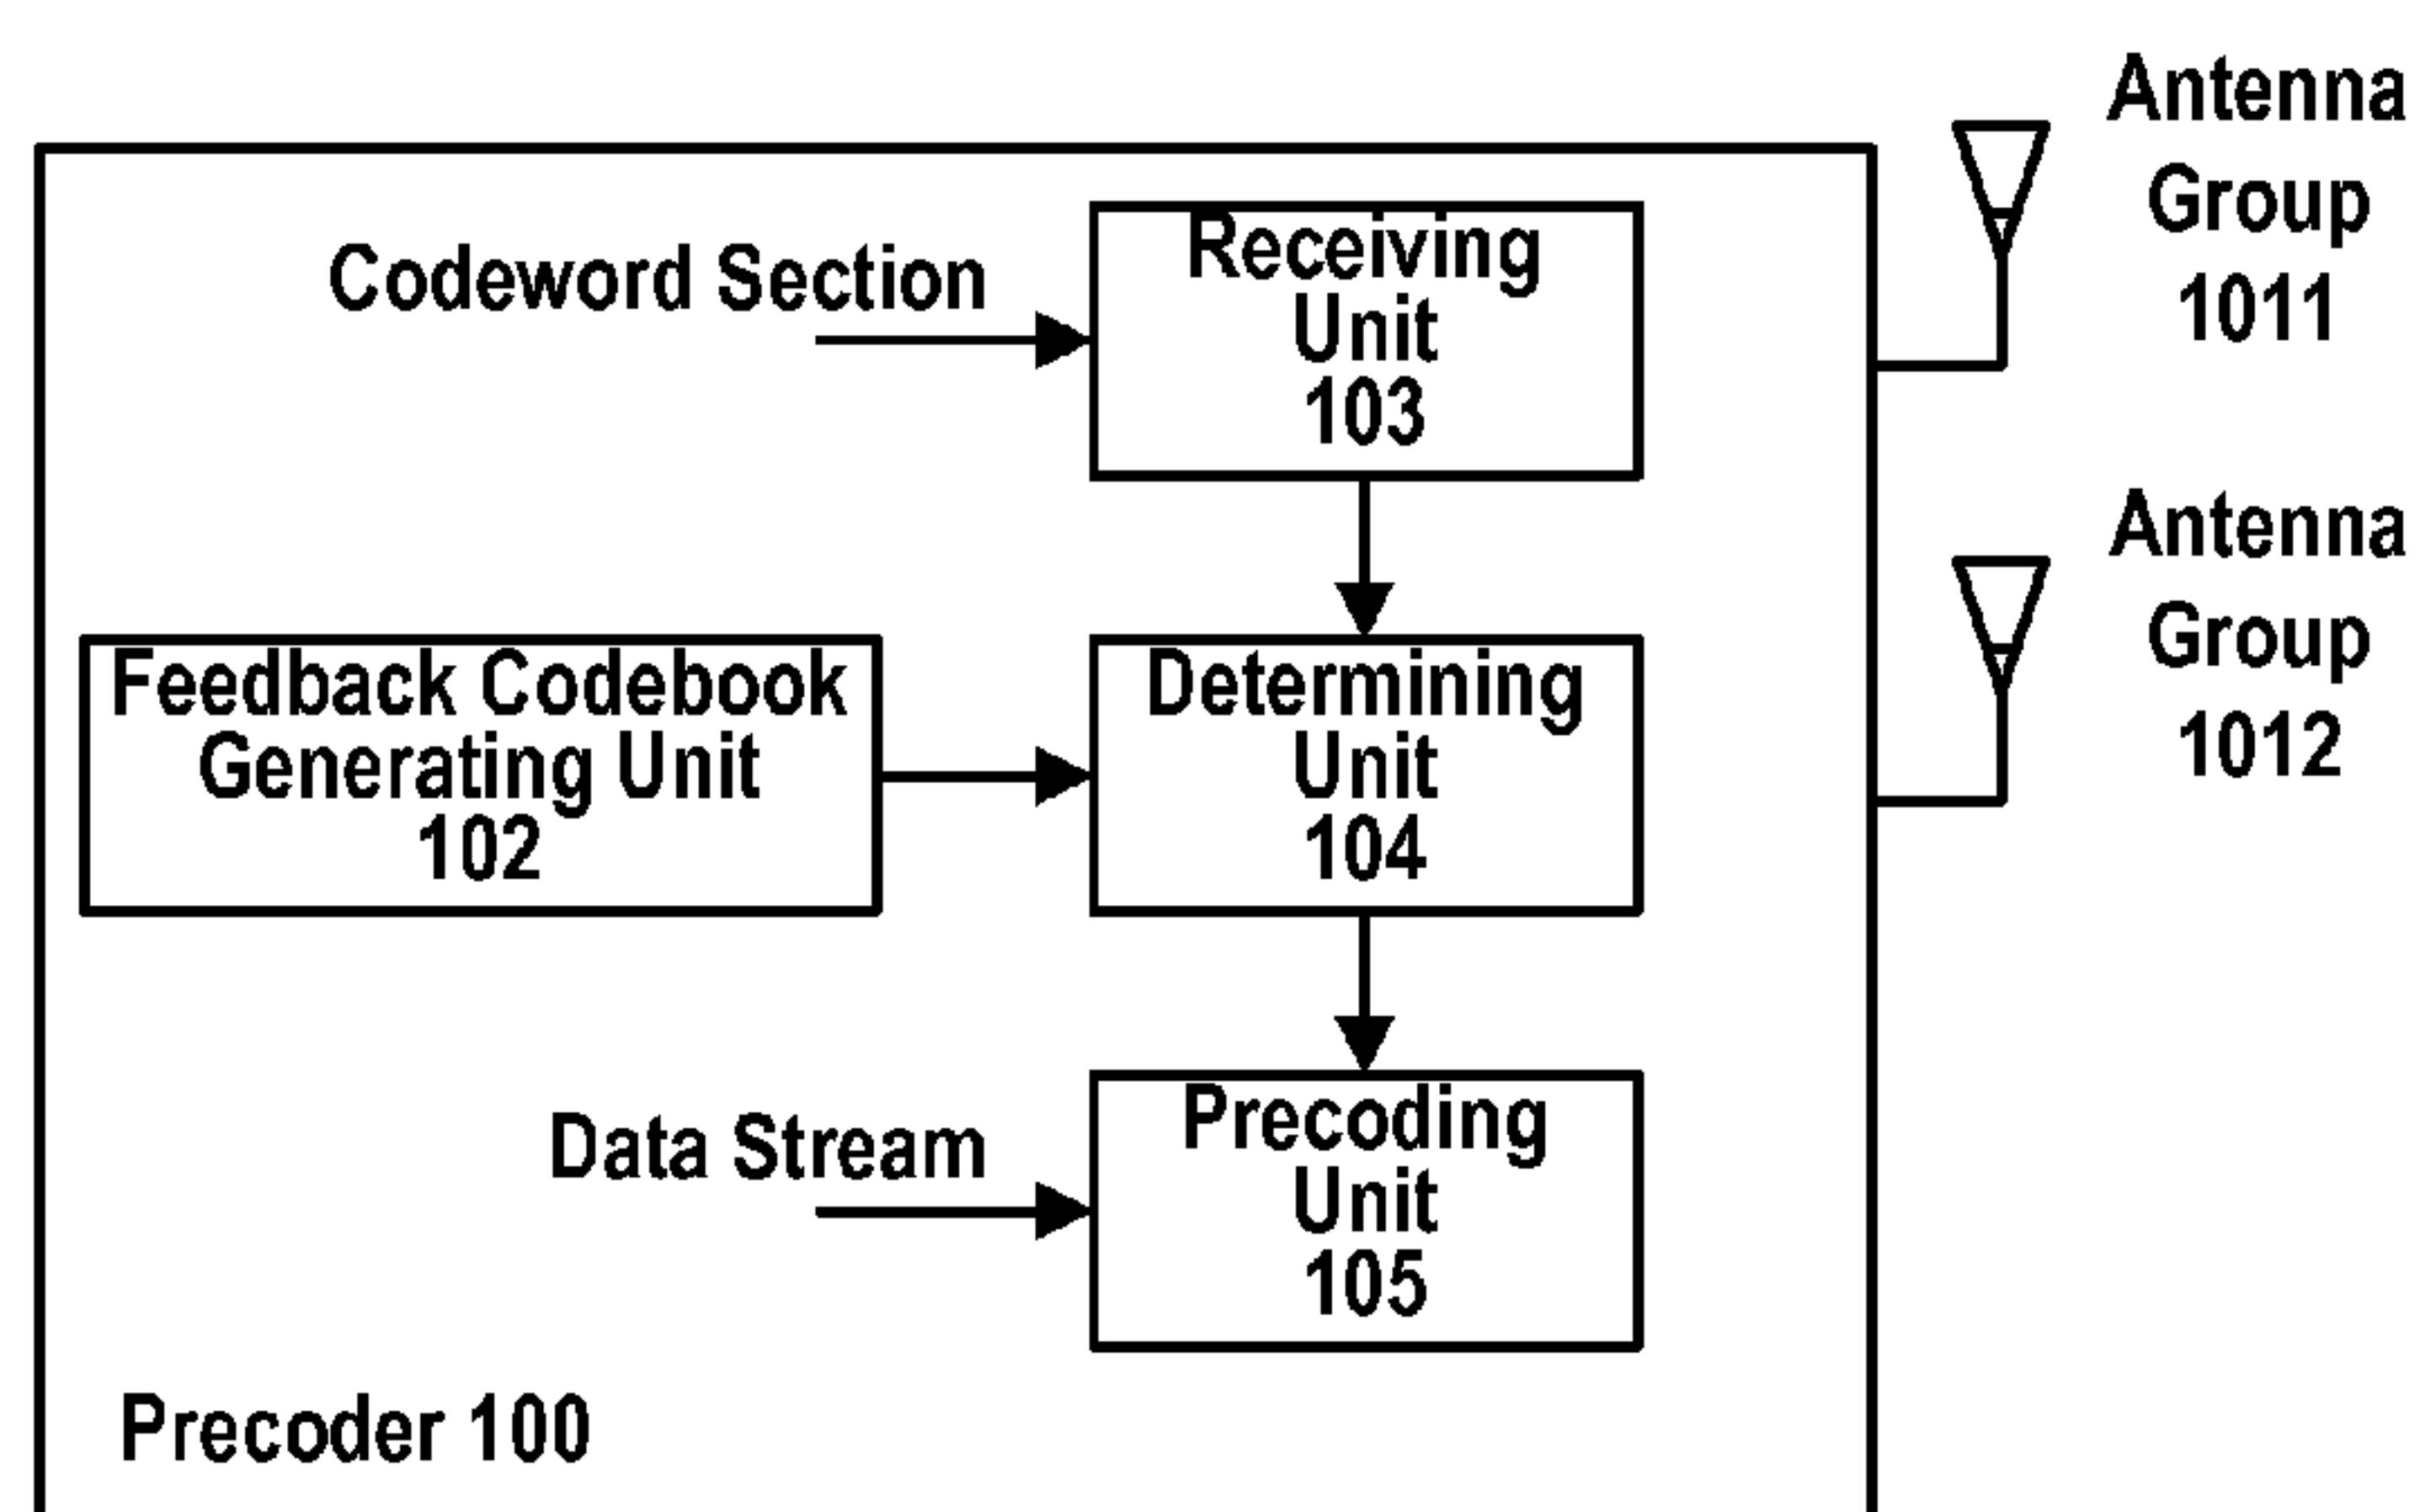 Antenna
Group
1011
Codeword Section
Receiving
Unit
103
Antenna
Group
1012
Feedback Codebook
Generating Unit
102
Determining
Unit
104
Data Stream
Precoding
Unit
105
Precoder 100